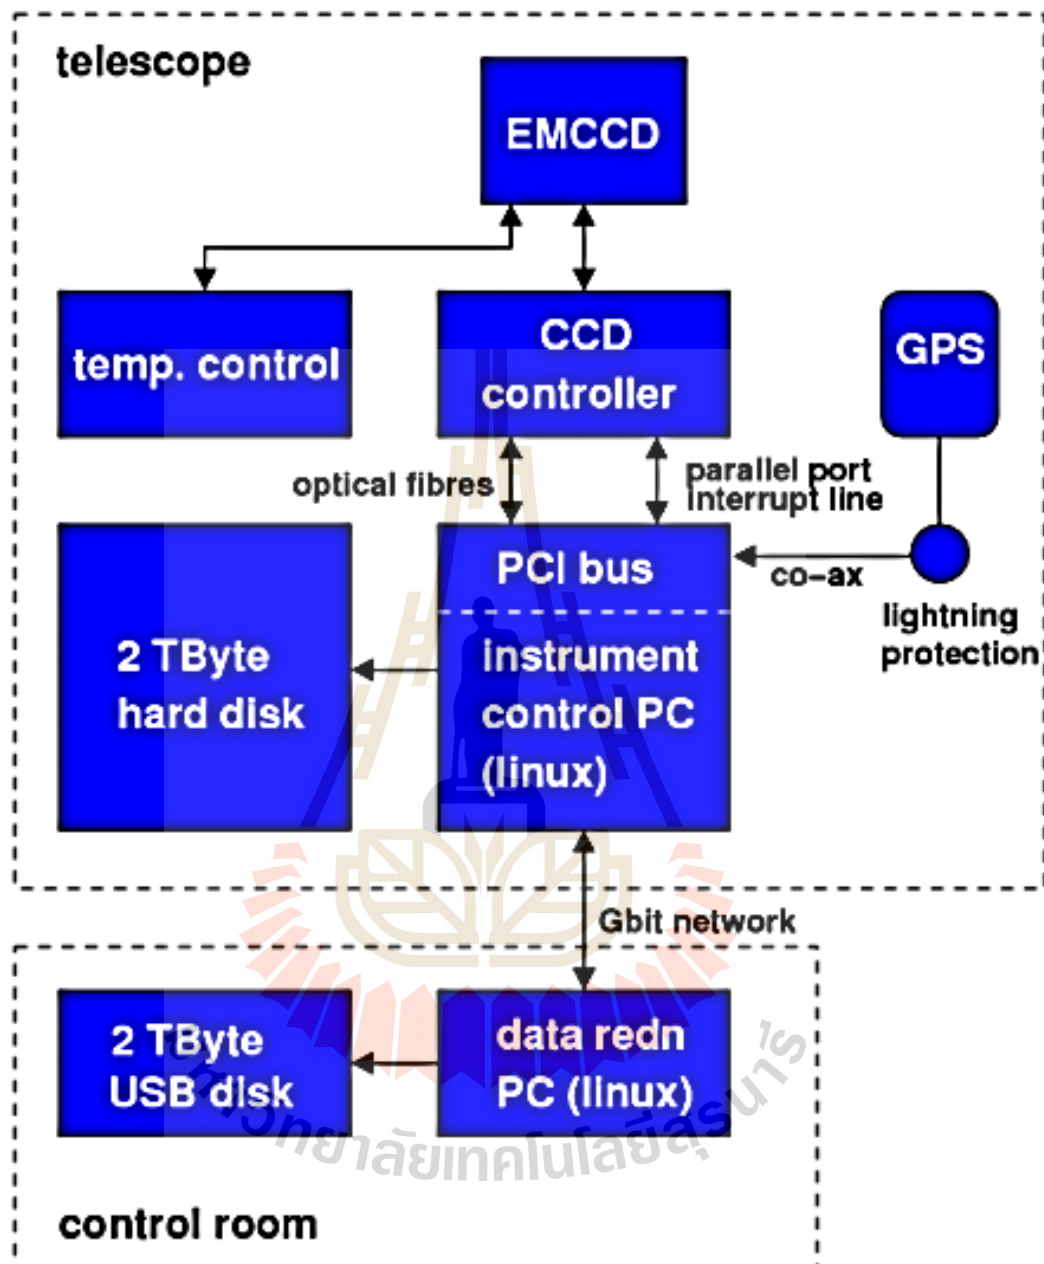 telescope
EMCCD
temp. control
CCD
controller
GPS
optical fibres
parallel port
Interrupt line
PCI bus
co-ax
lightning
protection
2 TByte
hard disk
instrument
control PC
(linux)
Gbit network
2 TByte
USB disk
data redn
PC (linux)
control room